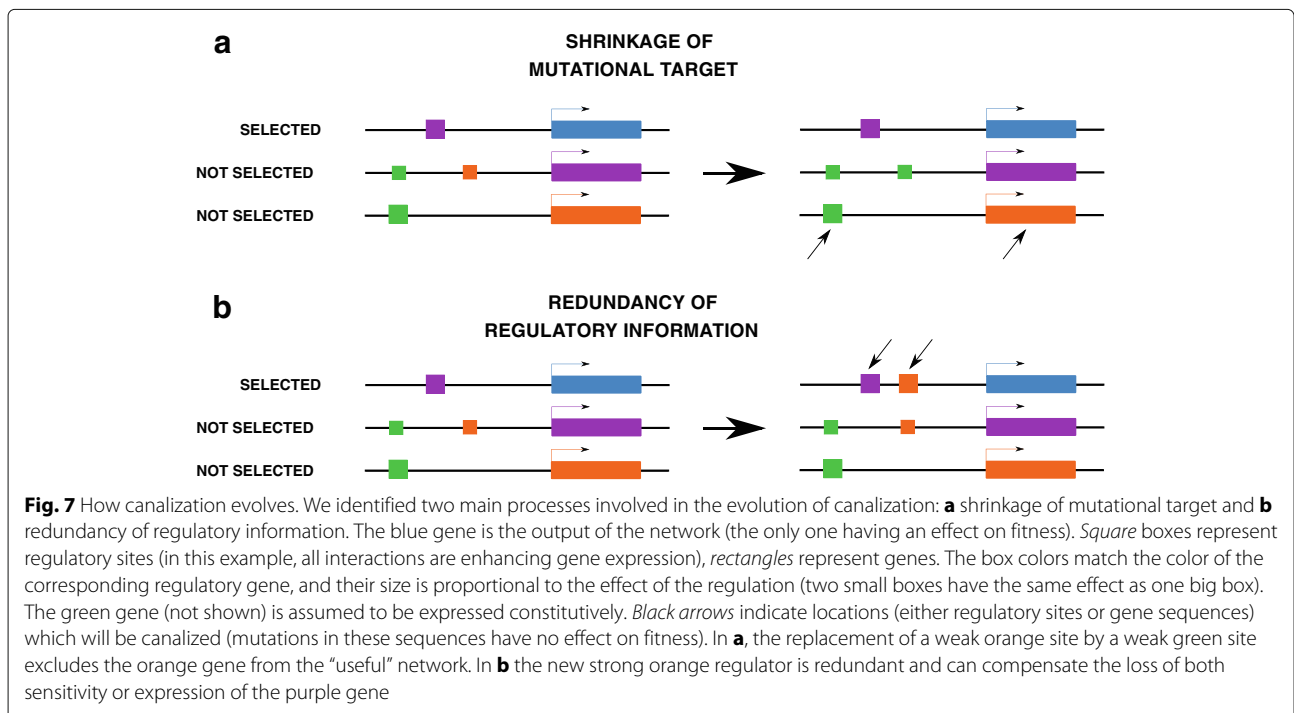 a
SHRINKAGE OF
MUTATIONAL TARGET
SELECTED
NOT SELECTED
NOT SELECTED
b
REDUNDANCY OF
REGULATORY INFORMATION
SELECTED
NOT SELECTED
NOT SELECTED
Fig. 7 How canalization evolves. We identified two main processes involved in the evolution of canalization: a shrinkage of mutational target and b
redundancy of regulatory information. The blue gene is the output of the network (the only one having an effect on fitness). Square boxes represent
regulatory sites (in this example, all interactions are enhancing gene expression), rectangles represent genes. The box colors match the color of the
corresponding regulatory gene, and their size is proportional to the effect of the regulation (two small boxes have the same effect as one big box).
The green gene (not shown) is assumed to be expressed constitutively. Black arrows indicate locations (either regulatory sites or gene sequences)
which will be canalized (mutations in these sequences have no effect on fitness). In a, the replacement of a weak orange site by a weak green site
excludes the orange gene from the “useful” network. In b the new strong orange regulator is redundant and can compensate the loss of both
sensitivity or expression of the purple gene